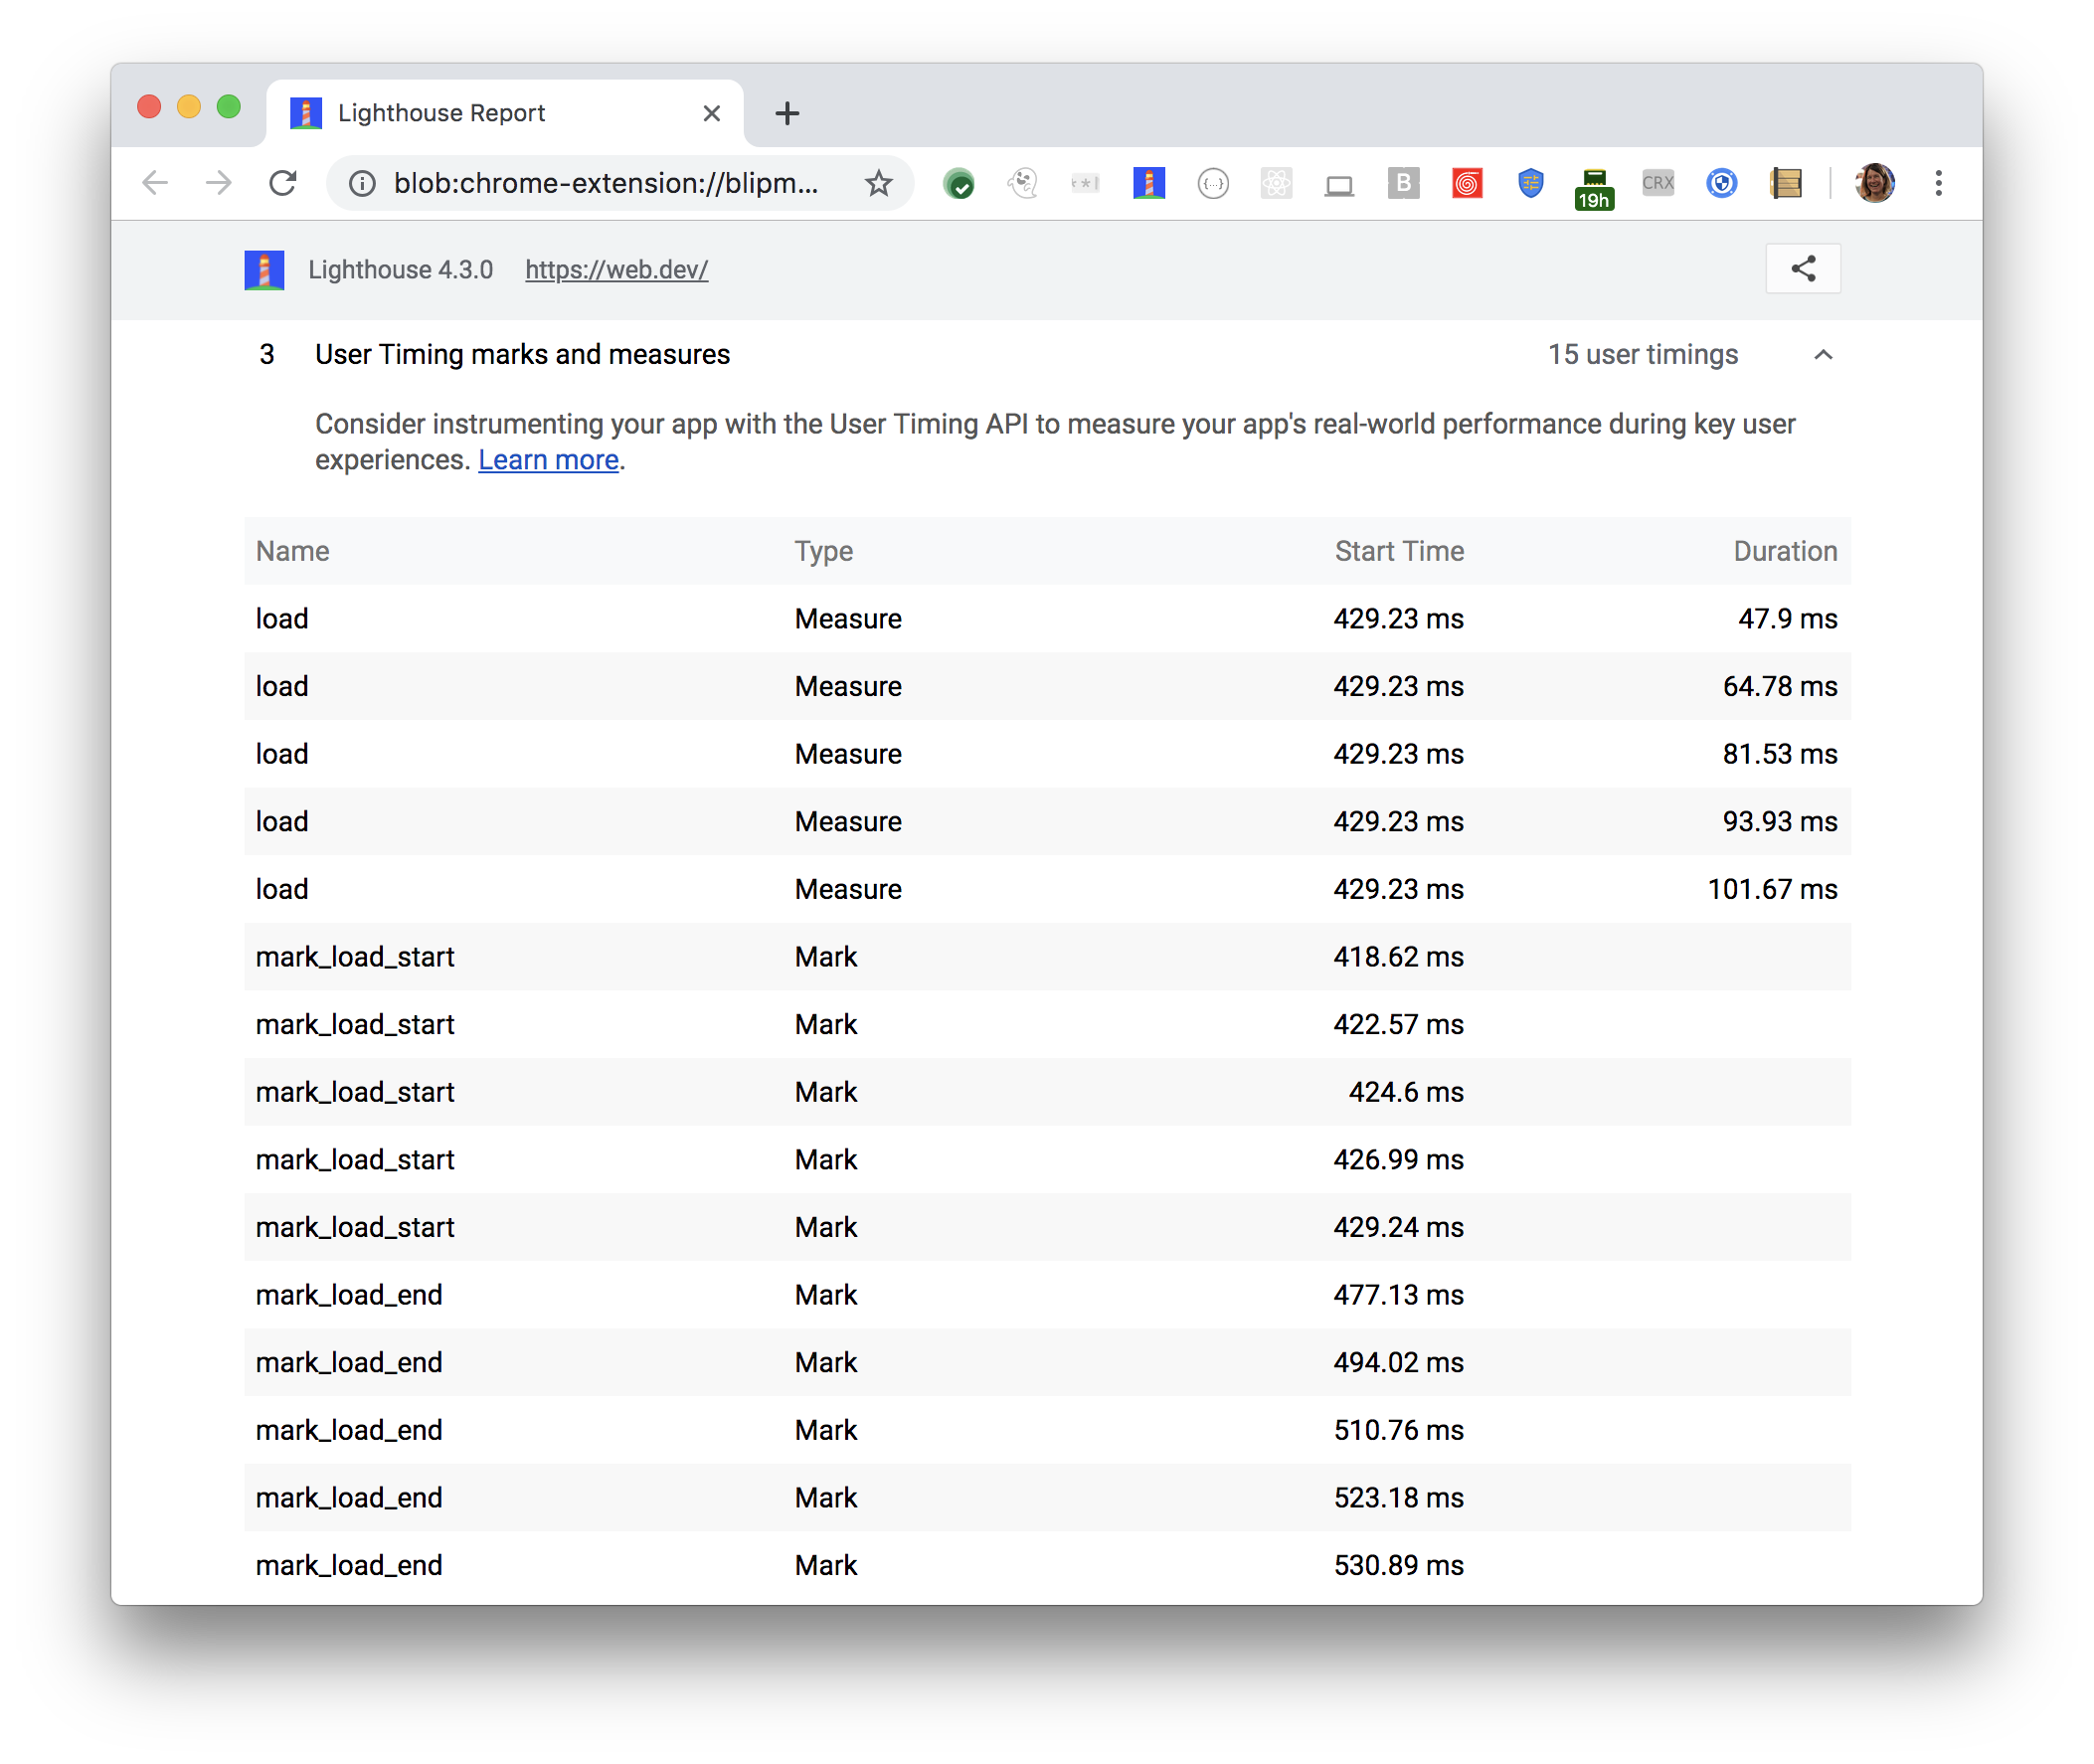 Lighthouse Report
blob:chrome-extension://blipm...
{...}
B
19h
CRX
Lighthouse 4.3.0 https://web.dev/
3 User Timing marks and measures 15 user timings
Consider instrumenting your app with the User Timing API to measure your app's real-world performance during key user
experiences. Learn more.
Name Type Start Time Duration
load Measure 429.23 ms 47.9 ms
load Measure 429.23 ms 64.78 ms
load Measure 429.23 ms 81.53 ms
load Measure 429.23 ms 93.93 ms
load Measure 429.23 ms 101.67 ms
mark_load_start Mark 418.62 ms
mark_load_start Mark 422.57 ms
mark_load_start Mark 424.6 ms
mark_load_start Mark 426.99 ms
mark_load_start Mark 429.24 ms
mark_load_end Mark 477.13 ms
mark_load_end Mark 494.02 ms
mark_load_end Mark 510.76 ms
mark_load_end Mark 523.18 ms
mark_load_end Mark 530.89 ms